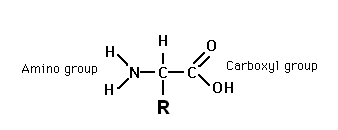 H H O
Amino group N C C Carboxyl group
H R OH